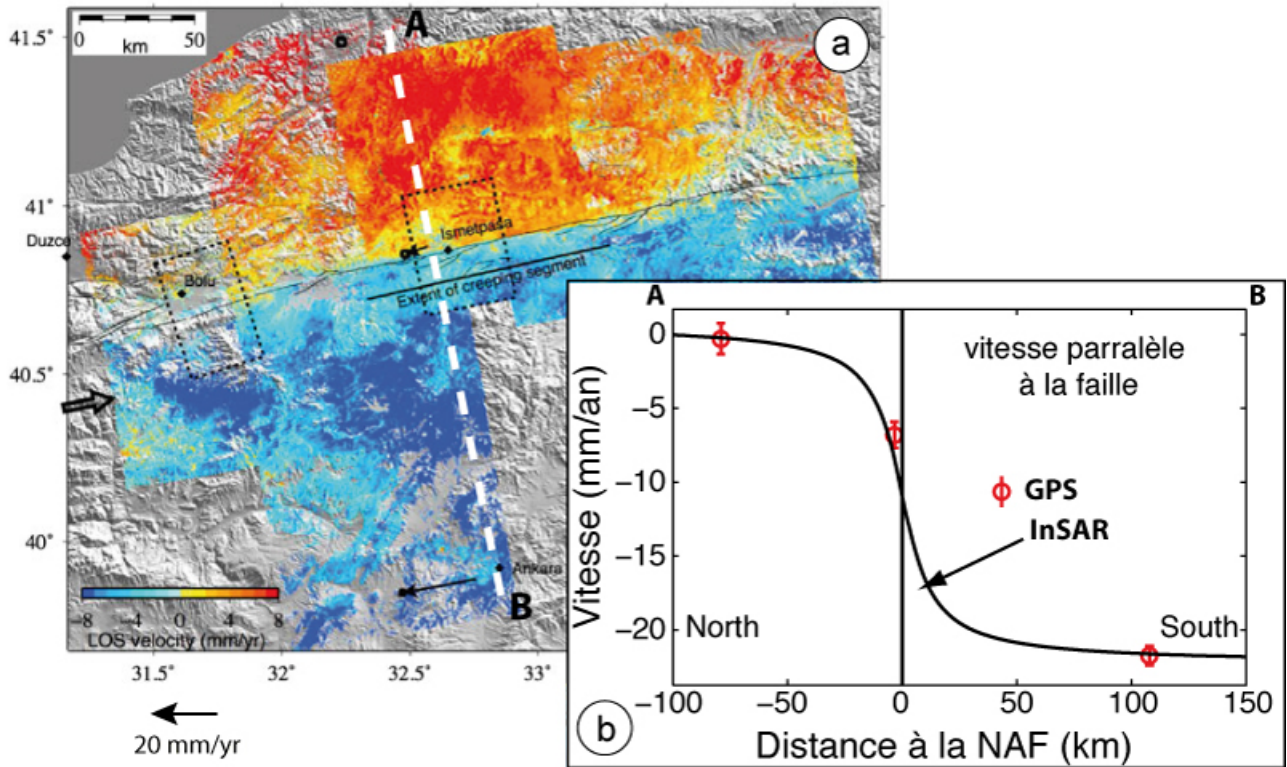 0 50
km
A
a
41.5°
41°
40.5°
40°
Duzce
Bolu
Ismetpasa
Extent of creeping segment
Ankara
B
−8 −4 0 4 8
LOS velocity (mm/yr)
31.5° 32° 32.5° 33°
20 mm/yr
A B
vitesse parralèle
à la faille
GPS
InSAR
North South
Vitesse (mm/an)
0
−5
−10
−15
−20
−100 −50 0 50 100 150
Distance à la NAF (km)
b